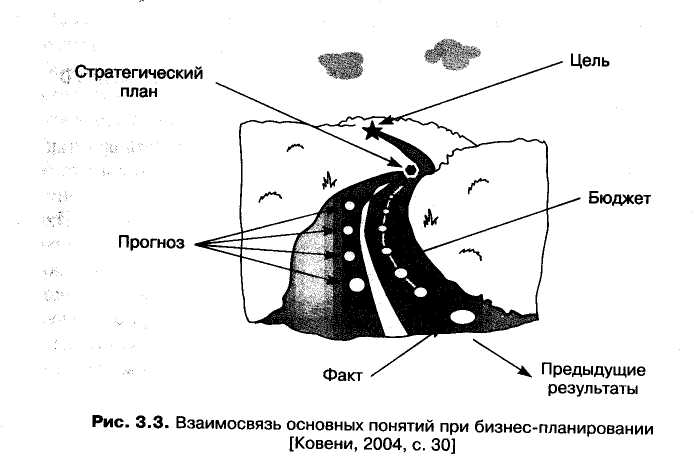 Стратегический
план
Цель
Бюджет
Прогноз
Факт
Предыдущие
результаты
Рис. 3.3. Взаимосвязь основных понятий при бизнес-планировании
[Ковени, 2004, с. 30]